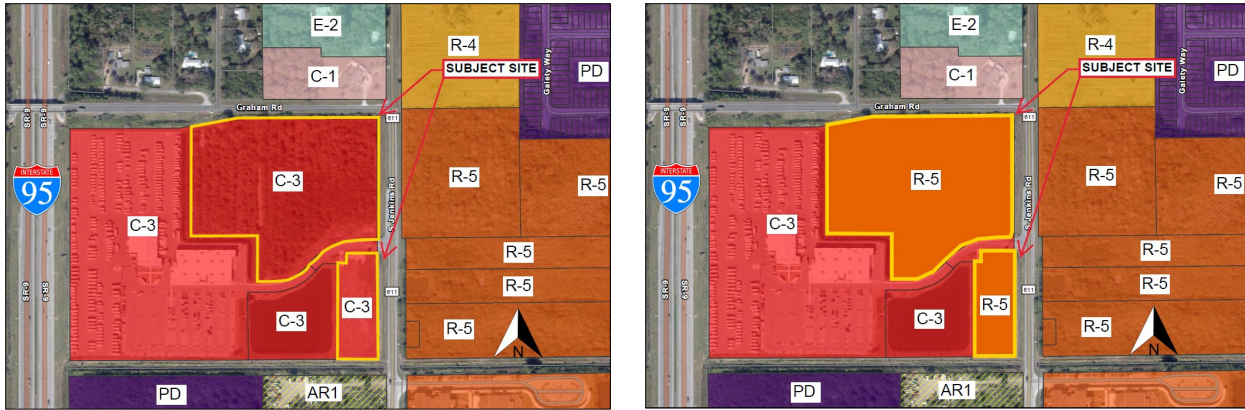 E-2
R-4
PD
Gaiety Way
C-1
SUBJECT SITE
Graham Rd
611
SR-9
SR-9
INTERSTATE
95
C-3
R-5
R-5
S Jenkins Rd
C-3
R-5
R-5
SR-9
SR-9
611
C-3
C-3
R-5
N
PD
AR1
E-2
R-4
PD
Gaiety Way
C-1
SUBJECT SITE
Graham Rd
611
SR-9
SR-9
INTERSTATE
95
R-5
R-5
R-5
S Jenkins Rd
C-3
R-5
R-5
SR-9
SR-9
611
C-3
R-5
R-5
N
PD
AR1